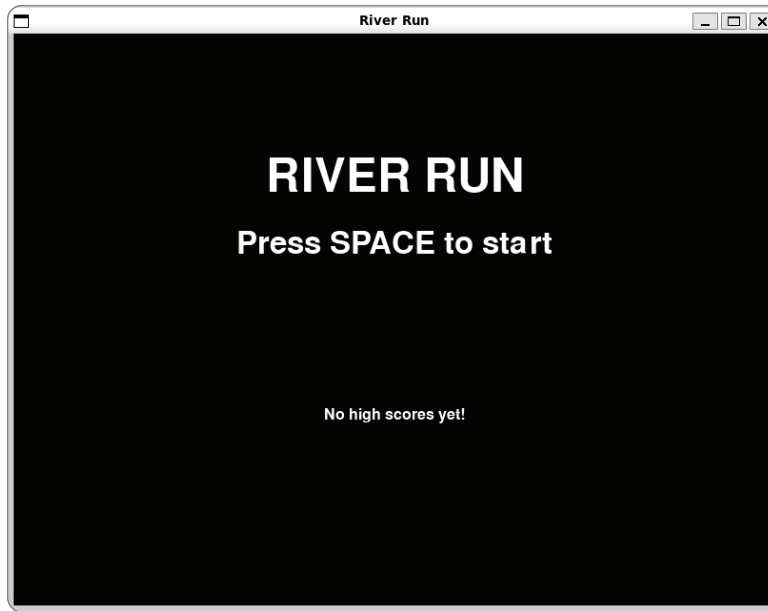 River Run
RIVER RUN
Press SPACE to start
No high scores yet!